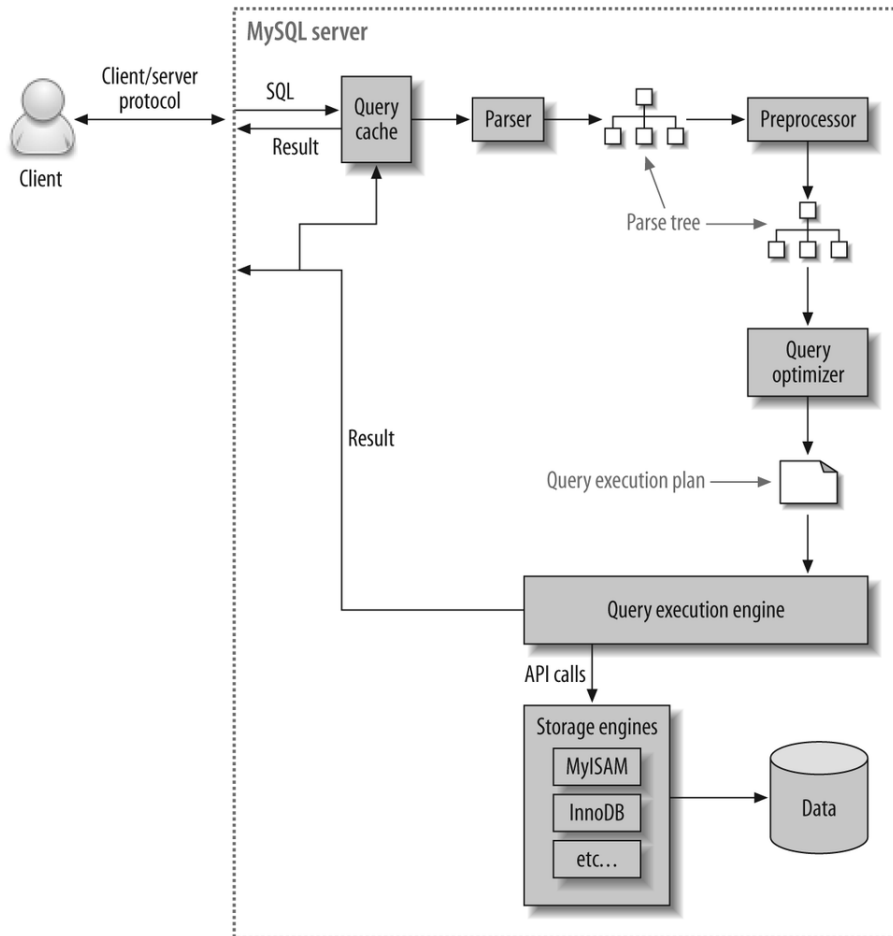 MySQL server
Client/server
protocol
Client
SQL
Result
Query
cache
Parser
Preprocessor
Parse tree
Query
optimizer
Result
Query execution plan
Query execution engine
API calls
Storage engines
MyISAM
InnoDB
etc...
Data